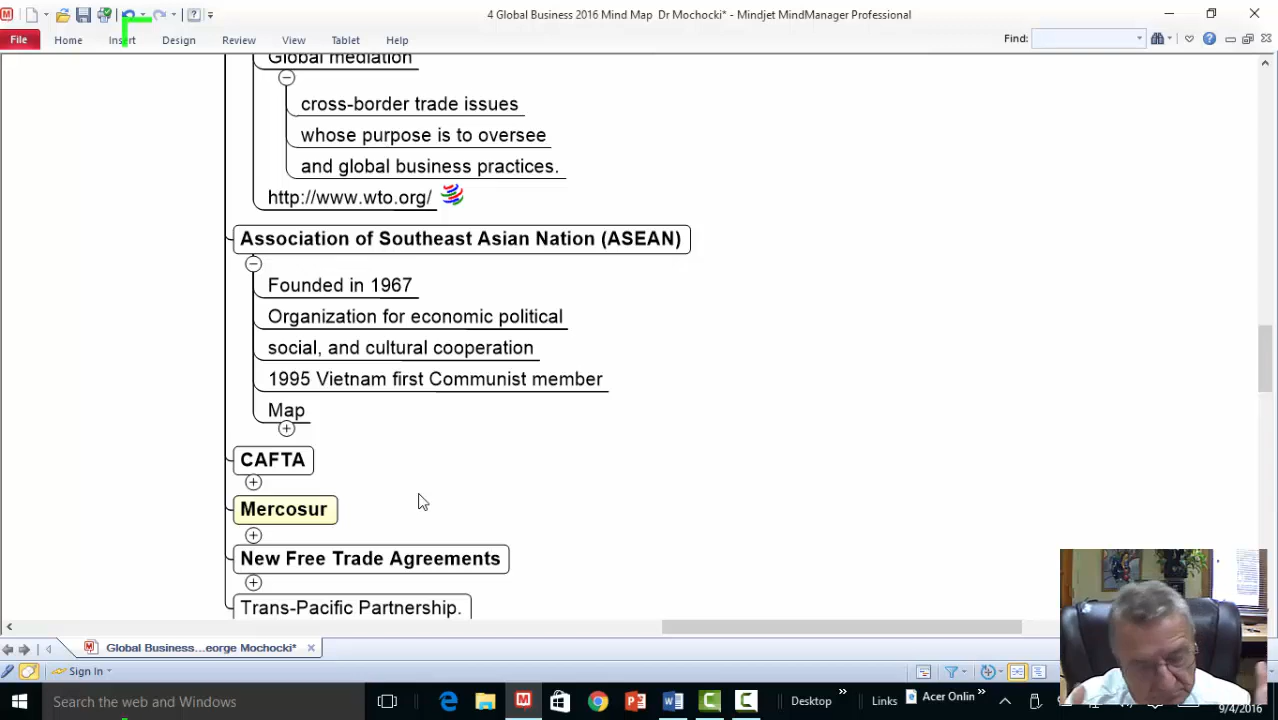 4 Global Business 2016 Mind Map Dr Mochocki* - Mindjet MindManager Professional
File Home Insert Design Review View Tablet Help Find:
Global mediation
cross-border trade issues
whose purpose is to oversee
and global business practices.
http://www.wto.org/
Association of Southeast Asian Nation (ASEAN)
Founded in 1967
Organization for economic political
social, and cultural cooperation
1995 Vietnam first Communist member
Map
CAFTA
Mercosur
New Free Trade Agreements
Trans-Pacific Partnership.
Global Business...eorge Mochocki*
Sign In
Search the web and Windows Desktop Links Acer Onlin
9/4/2016